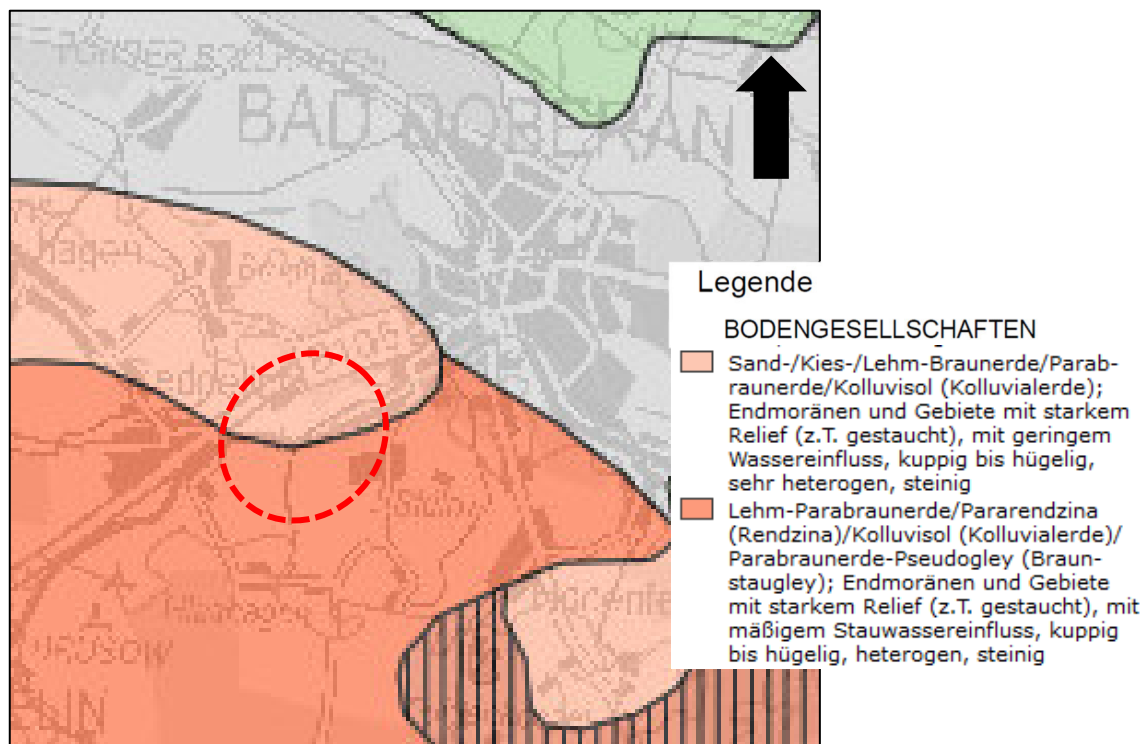 BAD DOBERAN
Legende
BODENGESELLSCHAFTEN
Sand-/Kies-/Lehm-Braunerde/Parab-
raunerde/Kolluvisol (Kolluvialerde);
Endmoränen und Gebiete mit starkem
Relief (z.T. gestaucht), mit geringem
Wassereinfluss, kuppig bis hügelig,
sehr heterogen, steinig
Lehm-Parabraunerde/Pararendzina
(Rendzina)/Kolluvisol (Kolluvialerde)/
Parabraunerde-Pseudogley (Braun-
staugley); Endmoränen und Gebiete
mit starkem Relief (z.T. gestaucht), mit
mäßigem Stauwassereinfluss, kuppig
bis hügelig, heterogen, steinig